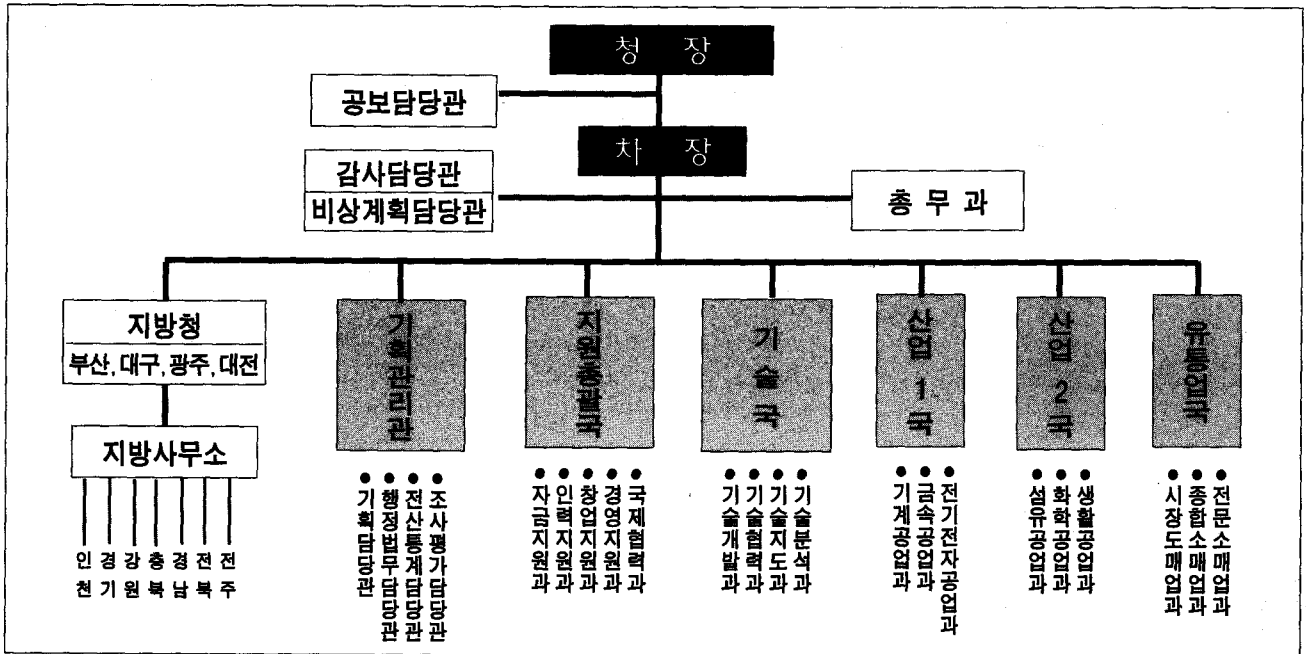 청 장
공보담당관
차 장
감사담당관
비상계획담당관
총 무 과
지방청
부산, 대구, 광주, 대전
지방사무소
인천
경기
강원
충북
경남
전북
전주
기획관리관
● 기획담당관
● 행정법무담당관
● 전산통계담당관
● 조사평가담당관
지원총괄국
● 자금지원과
● 인력지원과
● 창업지원과
● 경영지원과
● 국제협력과
기술국
● 기술개발과
● 기술협력과
● 기술지도과
● 기술분석과
산업 1국
● 기계공업과
● 금속공업과
● 전기전자공업과
산업 2국
● 섬유공업과
● 화학공업과
● 생활공업과
유통업국
● 시장도매업과
● 종합소매업과
● 전문소매업과